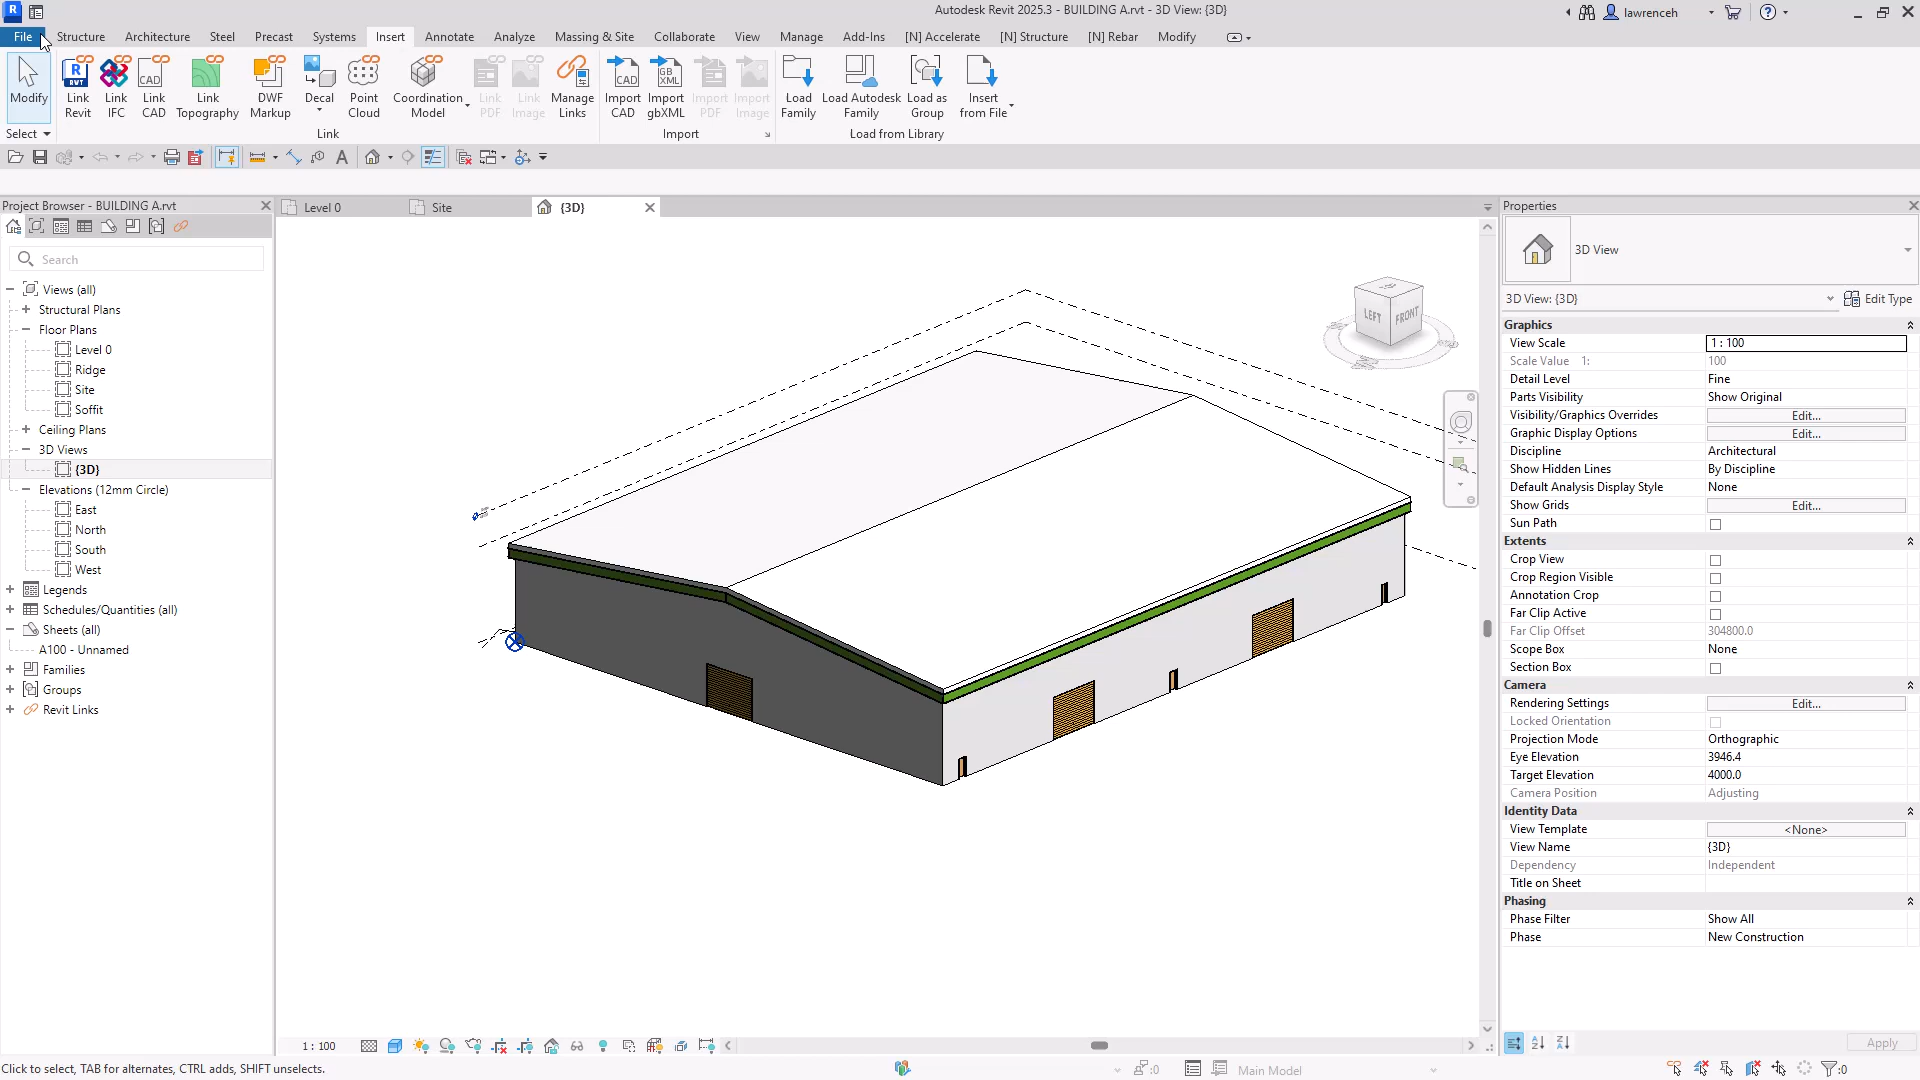 Autodesk Revit 2025.3 - BUILDING A.rvt - 3D View: {3D}
lawrenceh
File Structure Architecture Steel Precast Systems Insert Annotate Analyze Massing & Site Collaborate View Manage Add-Ins [N] Accelerate [N] Structure [N] Rebar Modify
Modify
Link Revit
Link IFC
Link CAD
Link Topography
DWF Markup
Decal
Point Cloud
Coordination Model
Link PDF
Link Image
Manage Links
Import CAD
Import gbXML
Import PDF
Import Image
Load Family
Load Autodesk Family
Load as Group
Insert from File
Select
Link
Import
Load from Library
Project Browser - BUILDING A.rvt
Search
Views (all)
Structural Plans
Floor Plans
Level 0
Ridge
Site
Soffit
Ceiling Plans
3D Views
{3D}
Elevations (12mm Circle)
East
North
South
West
Legends
Schedules/Quantities (all)
Sheets (all)
A100 - Unnamed
Families
Groups
Revit Links
Level 0
Site
{3D}
LEFT
FRONT
Properties
3D View
3D View: {3D}
Edit Type
Graphics
View Scale 1 : 100
Scale Value 1: 100
Detail Level Fine
Parts Visibility Show Original
Visibility/Graphics Overrides Edit...
Graphic Display Options Edit...
Discipline Architectural
Show Hidden Lines By Discipline
Default Analysis Display Style None
Show Grids Edit...
Sun Path
Extents
Crop View
Crop Region Visible
Annotation Crop
Far Clip Active
Far Clip Offset 304800.0
Scope Box None
Section Box
Camera
Rendering Settings Edit...
Locked Orientation
Projection Mode Orthographic
Eye Elevation 3946.4
Target Elevation 4000.0
Camera Position Adjusting
Identity Data
View Template <None>
View Name {3D}
Dependency Independent
Title on Sheet
Phasing
Phase Filter Show All
Phase New Construction
Apply
1 : 100
Click to select, TAB for alternates, CTRL adds, SHIFT unselects.
:0
Main Model
:0